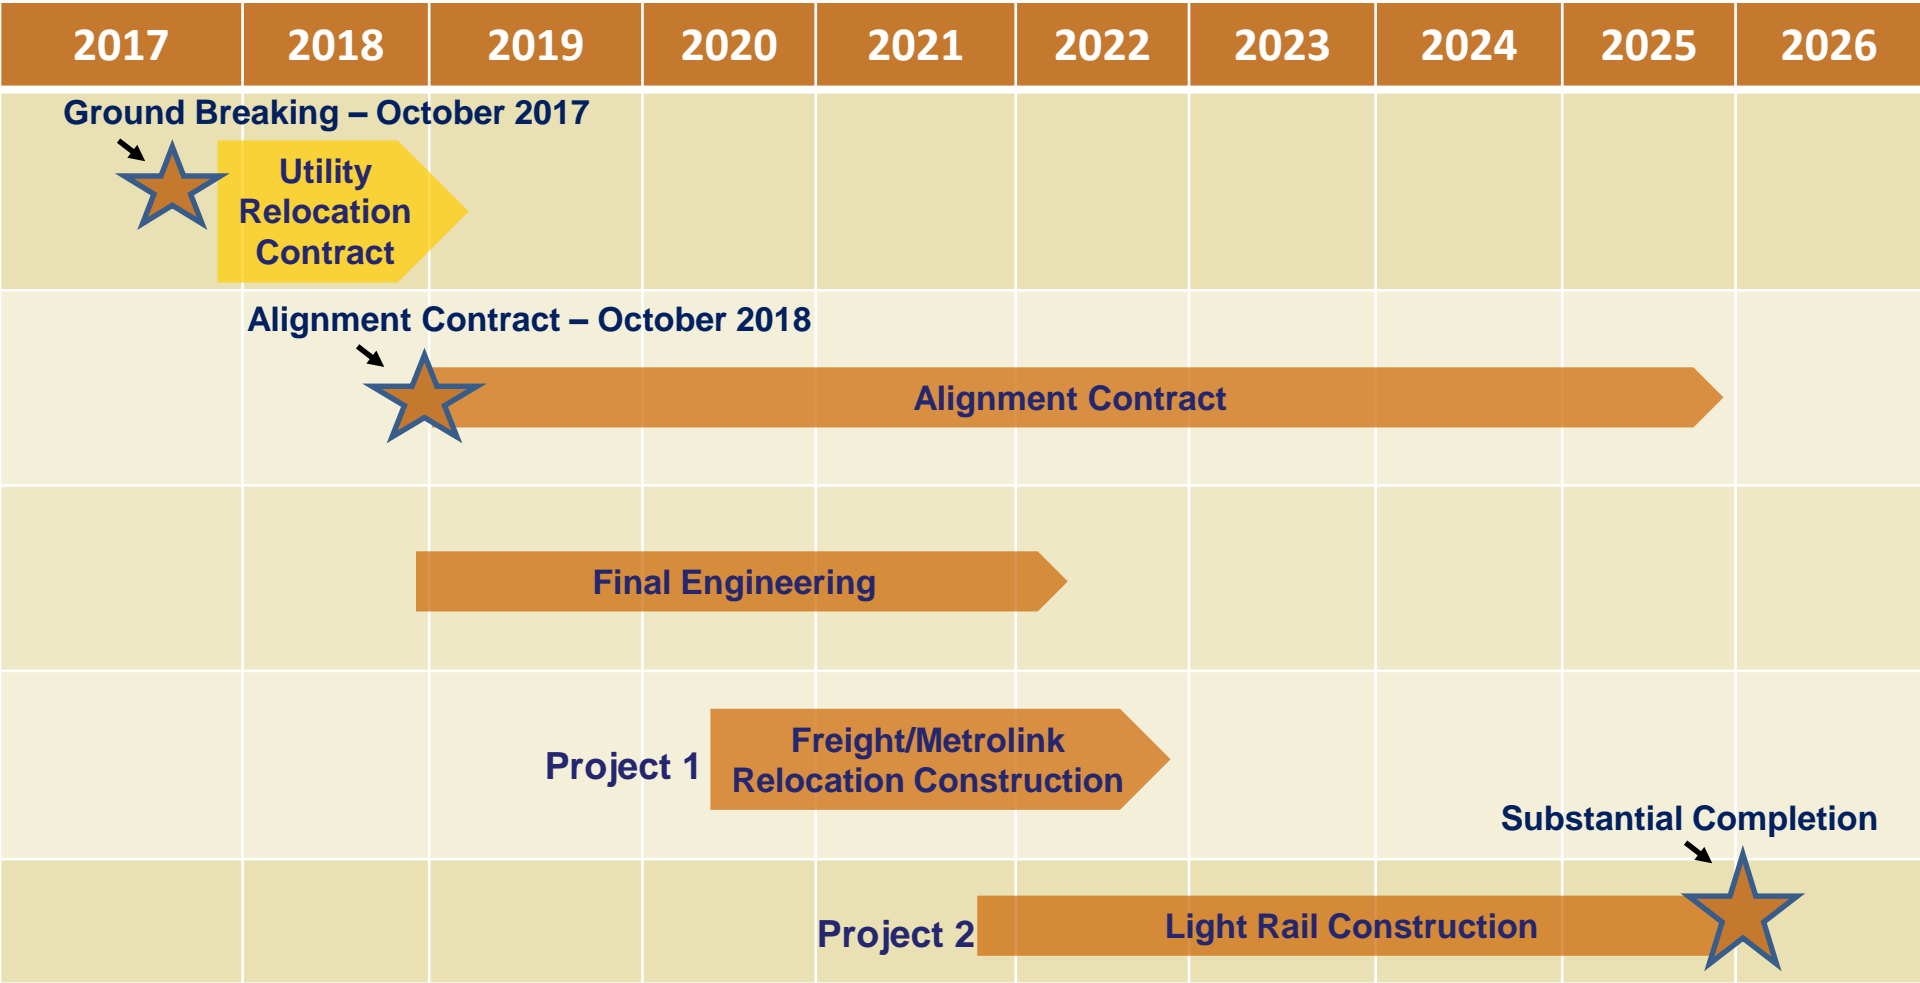 2017 2018 2019 2020 2021 2022 2023 2024 2025 2026
Ground Breaking – October 2017
Utility
Relocation
Contract
Alignment Contract – October 2018
Alignment Contract
Final Engineering
Project 1
Freight/Metrolink
Relocation Construction
Substantial Completion
Project 2
Light Rail Construction